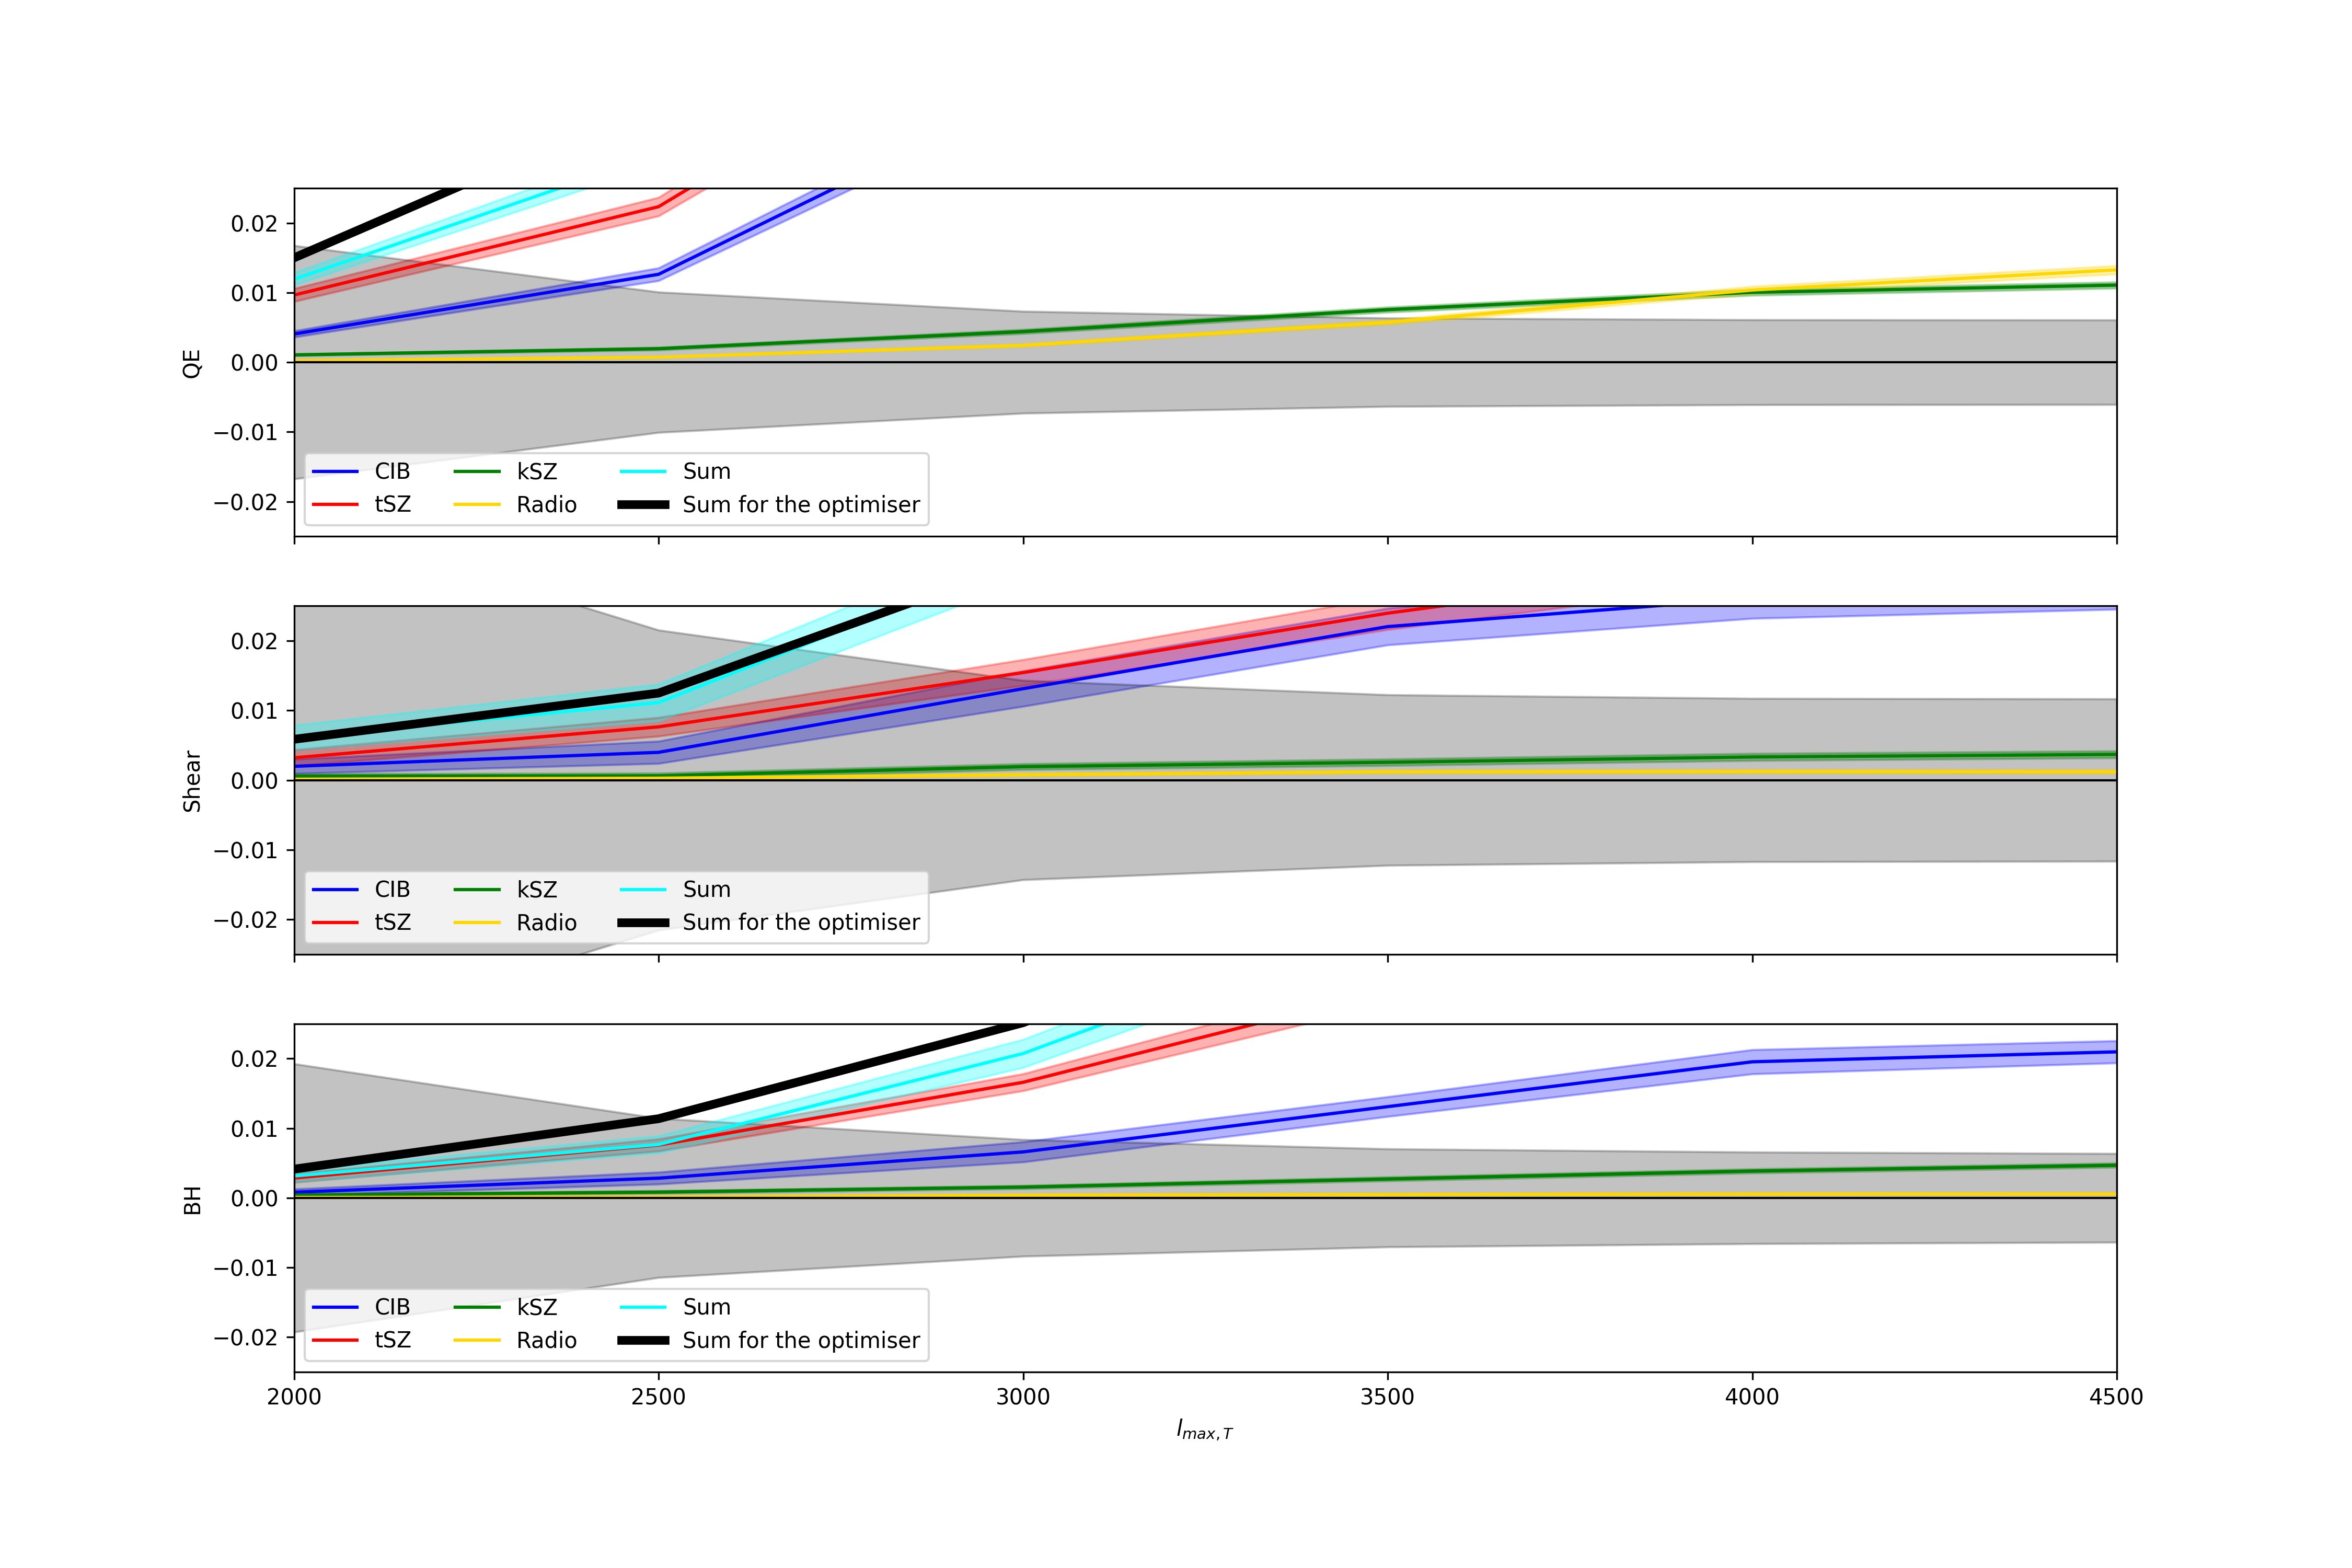 0.02
0.01
0.00
−0.01
−0.02
QE
CIB kSZ Sum
tSZ Radio Sum for the optimiser
0.02
0.01
0.00
−0.01
−0.02
Shear
CIB kSZ Sum
tSZ Radio Sum for the optimiser
0.02
0.01
0.00
−0.01
−0.02
BH
CIB kSZ Sum
tSZ Radio Sum for the optimiser
2000 2500 3000 3500 4000 4500
l_{max,T}